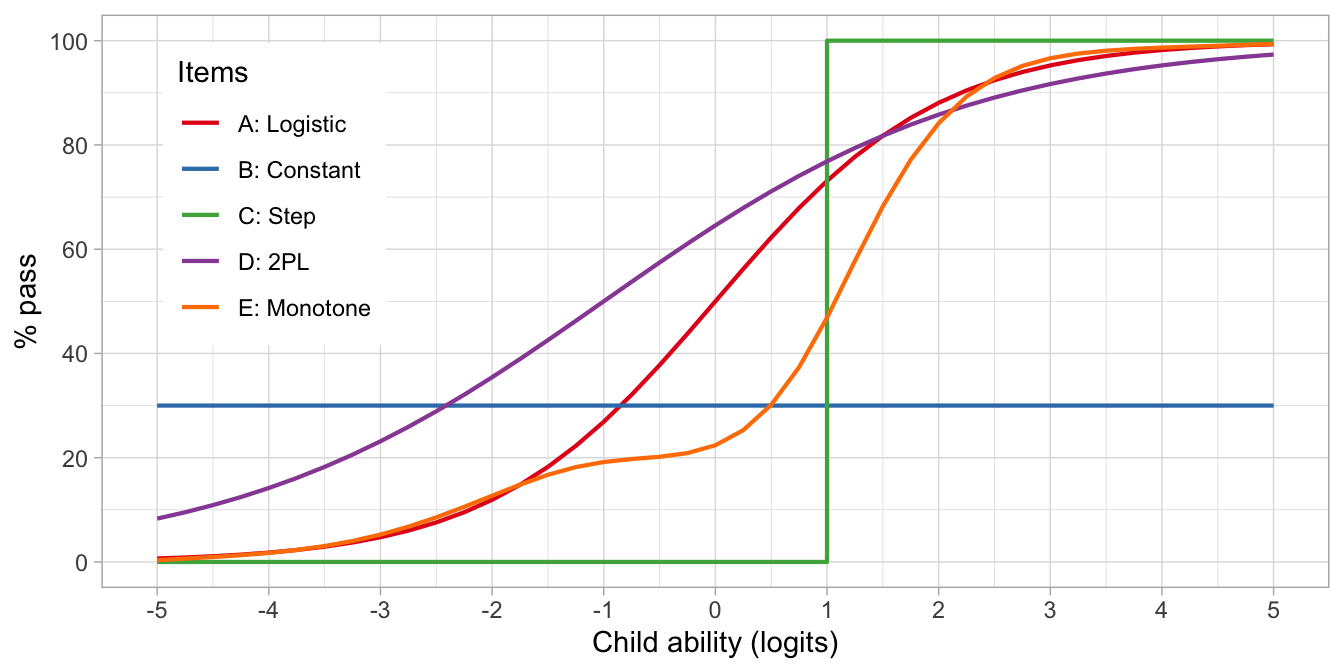 Items
A: Logistic
B: Constant
C: Step
D: 2PL
E: Monotone
% pass
100
80
60
40
20
0
-5 -4 -3 -2 -1 0 1 2 3 4 5
Child ability (logits)